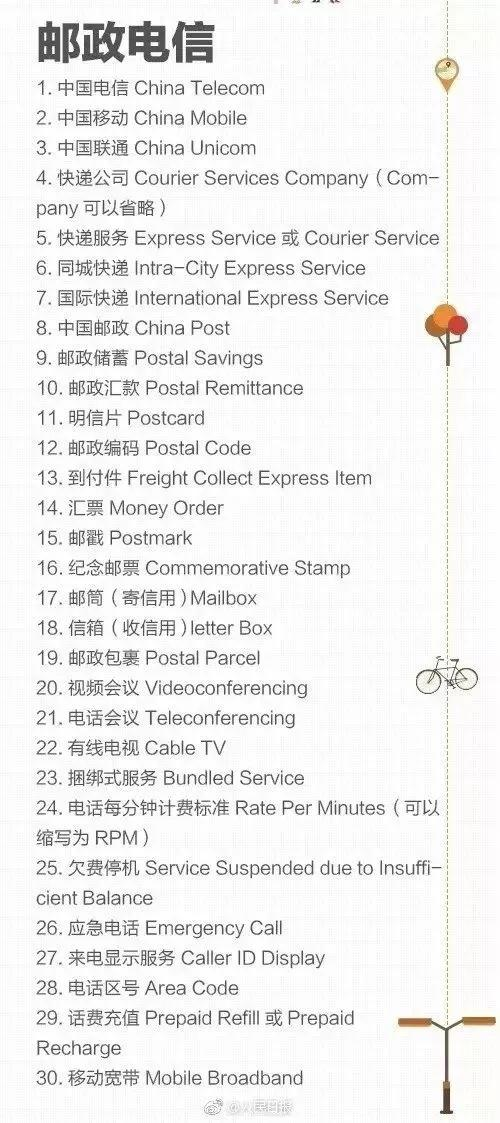 邮政电信
1. 中国电信 China Telecom
2. 中国移动 China Mobile
3. 中国联通 China Unicom
4. 快递公司 Courier Services Company（Com-
pany 可以省略）
5. 快递服务 Express Service 或 Courier Service
6. 同城快递 Intra-City Express Service
7. 国际快递 International Express Service
8. 中国邮政 China Post
9. 邮政储蓄 Postal Savings
10. 邮政汇款 Postal Remittance
11. 明信片 Postcard
12. 邮政编码 Postal Code
13. 到付件 Freight Collect Express Item
14. 汇票 Money Order
15. 邮戳 Postmark
16. 纪念邮票 Commemorative Stamp
17. 邮筒（寄信用）Mailbox
18. 信箱（收信用）letter Box
19. 邮政包裹 Postal Parcel
20. 视频会议 Videoconferencing
21. 电话会议 Teleconferencing
22. 有线电视 Cable TV
23. 捆绑式服务 Bundled Service
24. 电话每分钟计费标准 Rate Per Minutes（可以
缩写为 RPM）
25. 欠费停机 Service Suspended due to Insuffi-
cient Balance
26. 应急电话 Emergency Call
27. 来电显示服务 Caller ID Display
28. 电话区号 Area Code
29. 话费充值 Prepaid Refill 或 Prepaid
Recharge
30. 移动宽带 Mobile Broadband
@人民日报